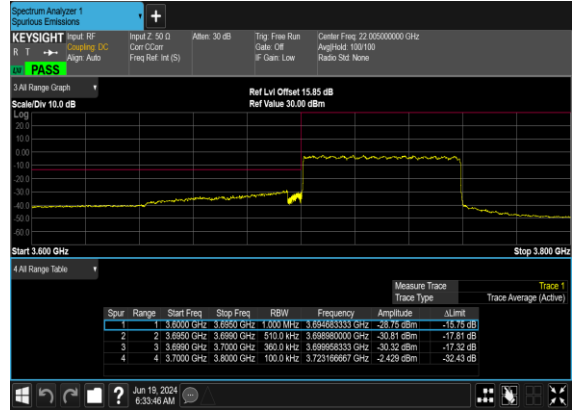 Spectrum Analyzer 1
Spurious Emissions
+
KEYSIGHT Input: RF Input Z: 50 Ω Atten: 30 dB Trig: Free Run Center Freq: 22.005000000 GHz
R T Coupling: DC Corr CCorr Gate: Off Avg|Hold: 100/100
Align: Auto Freq Ref: Int (S) IF Gain: Low Radio Std: None
PASS
3 All Range Graph Ref Lvl Offset 15.85 dB
Scale/Div 10.0 dB Ref Value 30.00 dBm
Log
20.0
10.0
0.00
-10.0
-20.0
-30.0
-40.0
-50.0
-60.0
Start 3.600 GHz Stop 3.800 GHz
4 All Range Table
Measure Trace Trace 1
Trace Type Trace Average (Active)
Spur Range Start Freq Stop Freq RBW Frequency Amplitude ΔLimit
1 1 3.6000 GHz 3.6950 GHz 1.000 MHz 3.694683333 GHz -28.75 dBm -15.75 dB
2 2 3.6950 GHz 3.6990 GHz 510.0 kHz 3.698980000 GHz -30.81 dBm -17.81 dB
3 3 3.6990 GHz 3.7000 GHz 360.0 kHz 3.699958333 GHz -30.32 dBm -17.32 dB
4 4 3.7000 GHz 3.8000 GHz 100.0 kHz 3.723166667 GHz -2.429 dBm -32.43 dB
? Jun 19, 2024
6:33:46 AM